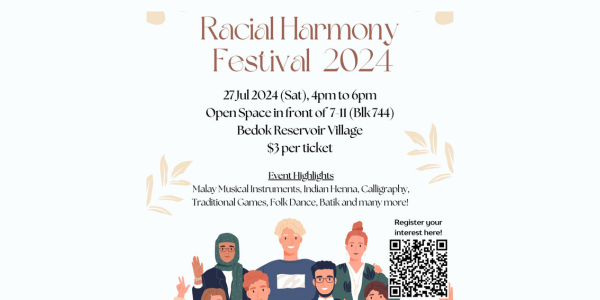 Racial Harmony
Festival 2024
27 Jul 2024 (Sat), 4pm to 6pm
Open Space in front of 7-11 (Blk 744)
Bedok Reservoir Village
$3 per ticket
Event Highlights
Malay Musical Instruments, Indian Henna, Calligraphy,
Traditional Games, Folk Dance, Batik and many more!
Register your
interest here!